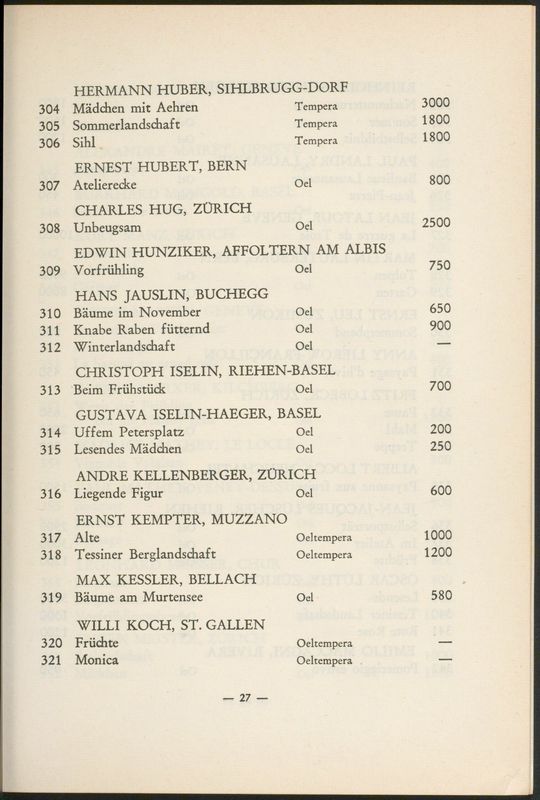 HERMANN HUBER, SIHLBRUGG-DORF
304 Mädchen mit Aehren Tempera 3000
305 Sommerlandschaft Tempera 1800
306 Sihl Tempera 1800
ERNEST HUBERT, BERN
307 Atelierecke Oel 800
CHARLES HUG, ZÜRICH
308 Unbeugsam Oel 2500
EDWIN HUNZIKER, AFFOLTERN AM ALBIS
309 Vorfrühling Oel 750
HANS JAUSLIN, BUCHEGG
310 Bäume im November Oel 650
311 Knabe Raben fütternd Oel 900
312 Winterlandschaft Oel —
CHRISTOPH ISELIN, RIEHEN-BASEL
313 Beim Frühstück Oel 700
GUSTAVA ISELIN-HAEGER, BASEL
314 Uffem Petersplatz Oel 200
315 Lesendes Mädchen Oel 250
ANDRE KELLENBERGER, ZÜRICH
316 Liegende Figur Oel 600
ERNST KEMPTER, MUZZANO
317 Alte Oeltempera 1000
318 Tessiner Berglandschaft Oeltempera 1200
MAX KESSLER, BELLACH
319 Bäume am Murtensee Oel 580
WILLI KOCH, ST. GALLEN
320 Früchte Oeltempera —
321 Monica Oeltempera —
— 27 —